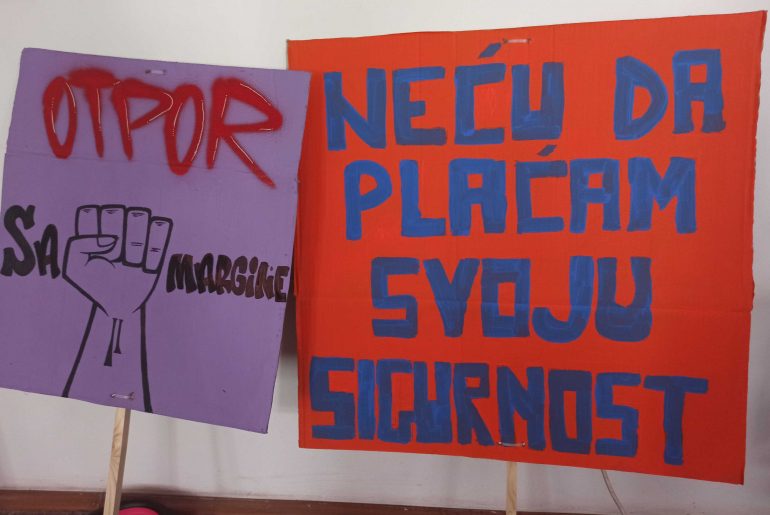 OTPOR
SA MARGINE
NEĆU DA
PLAĆAM
SVOJU
SIGURNOST